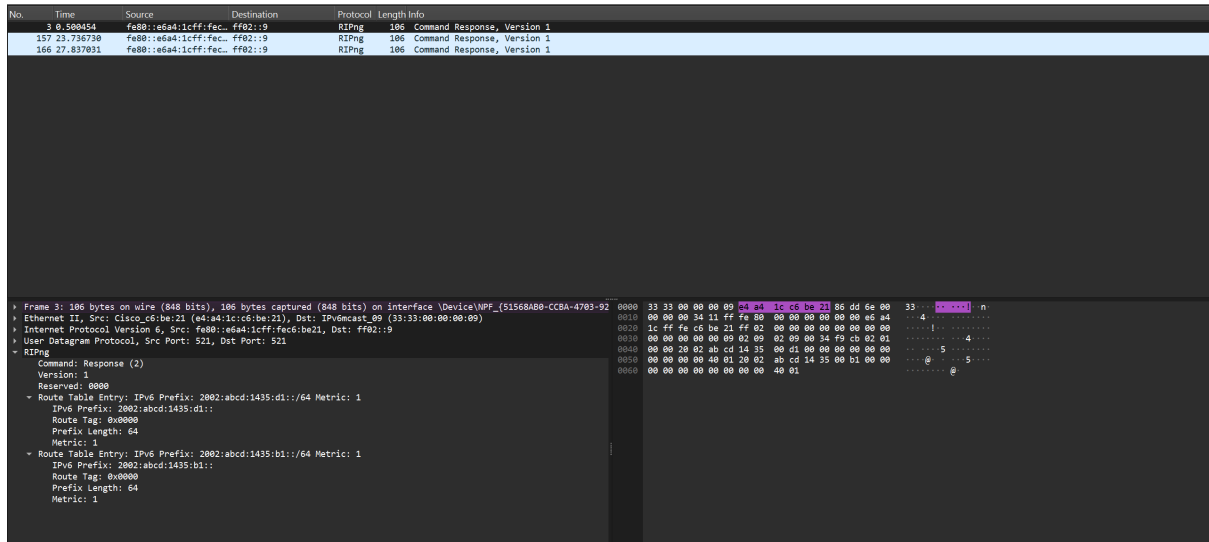 No. Time Source Destination Protocol Length Info
3 0.500454 fe80::e6a4:1cff:fec… ff02::9 RIPng 106 Command Response, Version 1
157 23.736730 fe80::e6a4:1cff:fec… ff02::9 RIPng 106 Command Response, Version 1
166 27.837031 fe80::e6a4:1cff:fec… ff02::9 RIPng 106 Command Response, Version 1
Frame 3: 106 bytes on wire (848 bits), 106 bytes captured (848 bits) on interface \Device\NPF_{51568AB0-CCBA-4703-92
Ethernet II, Src: Cisco_c6:be:21 (e4:a4:1c:c6:be:21), Dst: IPv6mcast_09 (33:33:00:00:00:09)
Internet Protocol Version 6, Src: fe80::e6a4:1cff:fec6:be21, Dst: ff02::9
User Datagram Protocol, Src Port: 521, Dst Port: 521
RIPng
Command: Response (2)
Version: 1
Reserved: 0000
Route Table Entry: IPv6 Prefix: 2002:abcd:1435:d1::/64 Metric: 1
IPv6 Prefix: 2002:abcd:1435:d1::
Route Tag: 0x0000
Prefix Length: 64
Metric: 1
Route Table Entry: IPv6 Prefix: 2002:abcd:1435:b1::/64 Metric: 1
IPv6 Prefix: 2002:abcd:1435:b1::
Route Tag: 0x0000
Prefix Length: 64
Metric: 1
0000 33 33 00 00 00 09 e4 a4 1c c6 be 21 86 dd 6e 00 33···· ·· ···!··n·
0010 00 00 00 34 11 ff fe 80 00 00 00 00 00 00 e6 a4 ···4···· ········
0020 1c ff fe c6 be 21 ff 02 00 00 00 00 00 00 00 00 ·····!·· ········
0030 00 00 00 00 00 09 02 09 02 09 00 34 f9 cb 02 01 ········ ···4····
0040 00 00 20 02 ab cd 14 35 00 d1 00 00 00 00 00 00 ·· ····5 ········
0050 00 00 00 00 40 01 20 02 ab cd 14 35 00 b1 00 00 ····@· · ···5····
0060 00 00 00 00 00 00 00 00 40 01 ········ @·